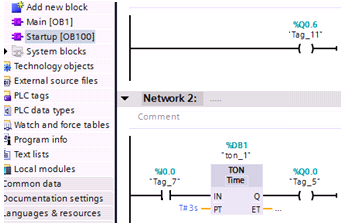 Add new block
Main [OB1]
Startup [OB100]
System blocks
Technology objects
External source files
PLC tags
PLC data types
Watch and force tables
Program info
Text lists
Local modules
Common data
Documentation settings
Languages & resources
%Q0.6
"Tag_11"
Network 2: .....
Comment
%DB1
"ton_1"
%I0.0
"Tag_7"
TON
Time
%Q0.0
"Tag_5"
IN Q
T#3s PT ET ...